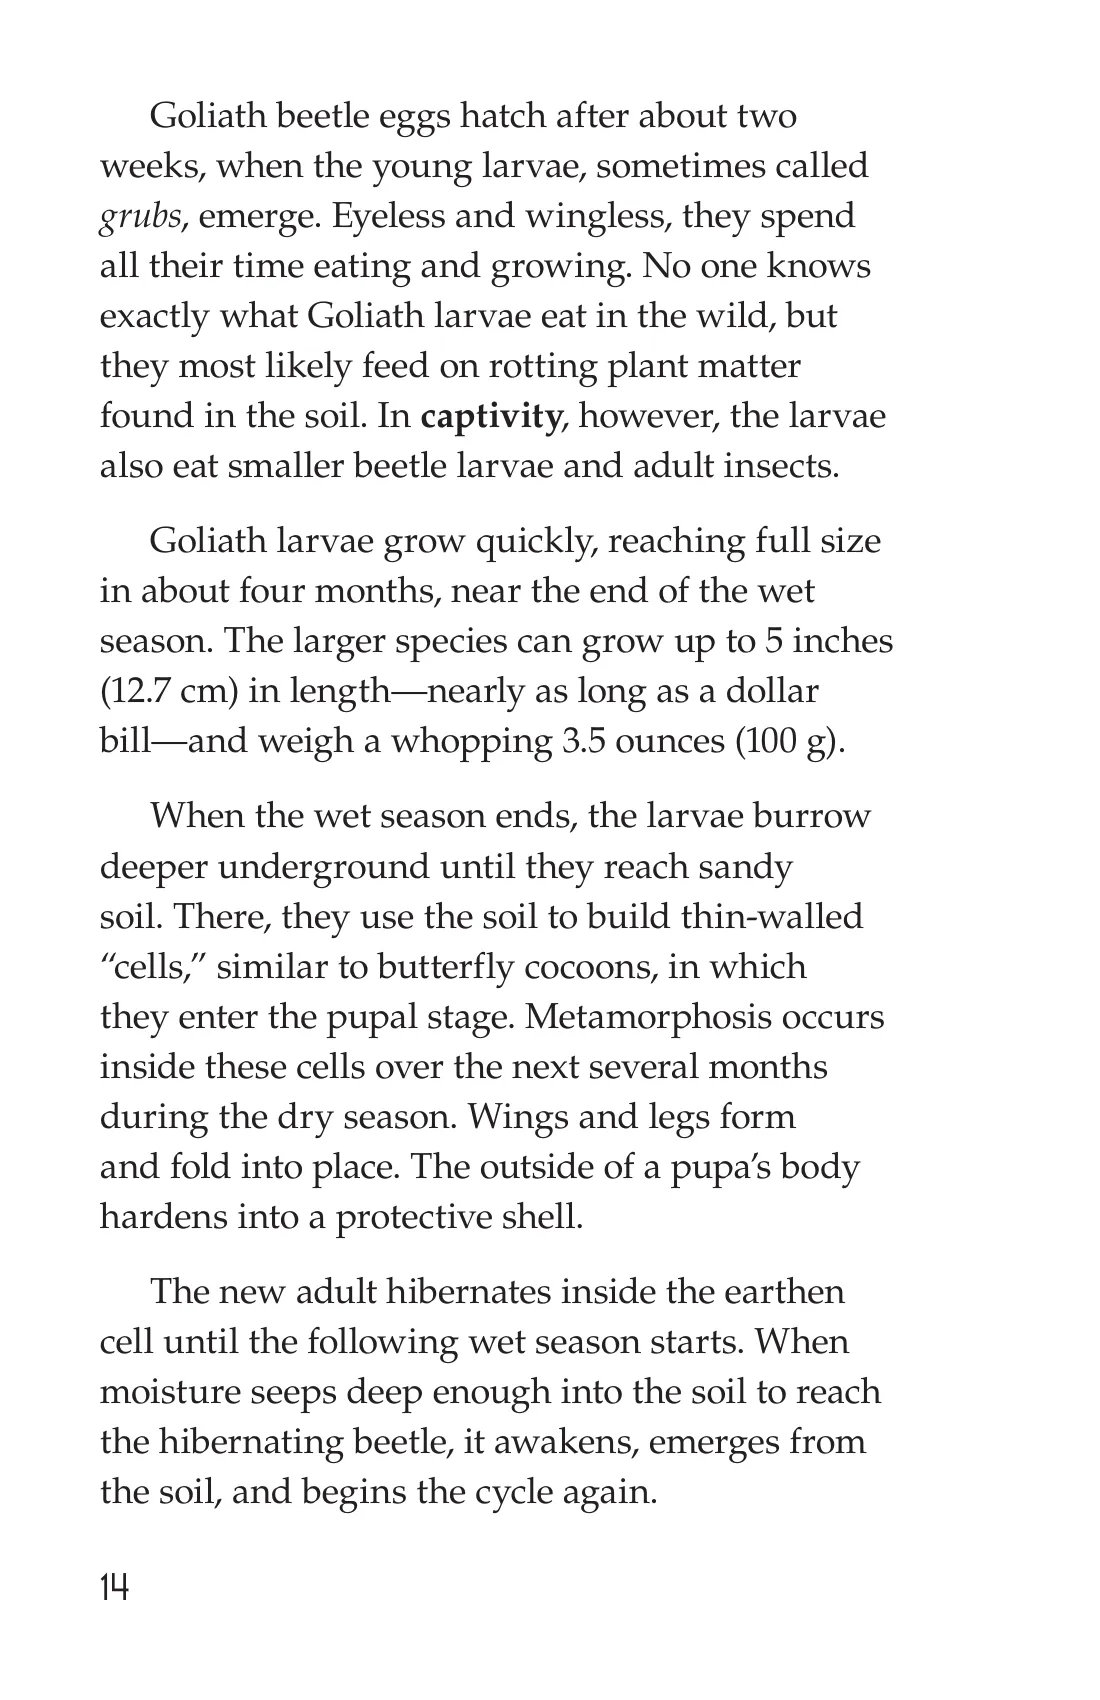 Goliath beetle eggs hatch after about two
weeks, when the young larvae, sometimes called
grubs, emerge. Eyeless and wingless, they spend
all their time eating and growing. No one knows
exactly what Goliath larvae eat in the wild, but
they most likely feed on rotting plant matter
found in the soil. In captivity, however, the larvae
also eat smaller beetle larvae and adult insects.
Goliath larvae grow quickly, reaching full size
in about four months, near the end of the wet
season. The larger species can grow up to 5 inches
(12.7 cm) in length—nearly as long as a dollar
bill—and weigh a whopping 3.5 ounces (100 g).
When the wet season ends, the larvae burrow
deeper underground until they reach sandy
soil. There, they use the soil to build thin-walled
“cells,” similar to butterfly cocoons, in which
they enter the pupal stage. Metamorphosis occurs
inside these cells over the next several months
during the dry season. Wings and legs form
and fold into place. The outside of a pupa’s body
hardens into a protective shell.
The new adult hibernates inside the earthen
cell until the following wet season starts. When
moisture seeps deep enough into the soil to reach
the hibernating beetle, it awakens, emerges from
the soil, and begins the cycle again.
14